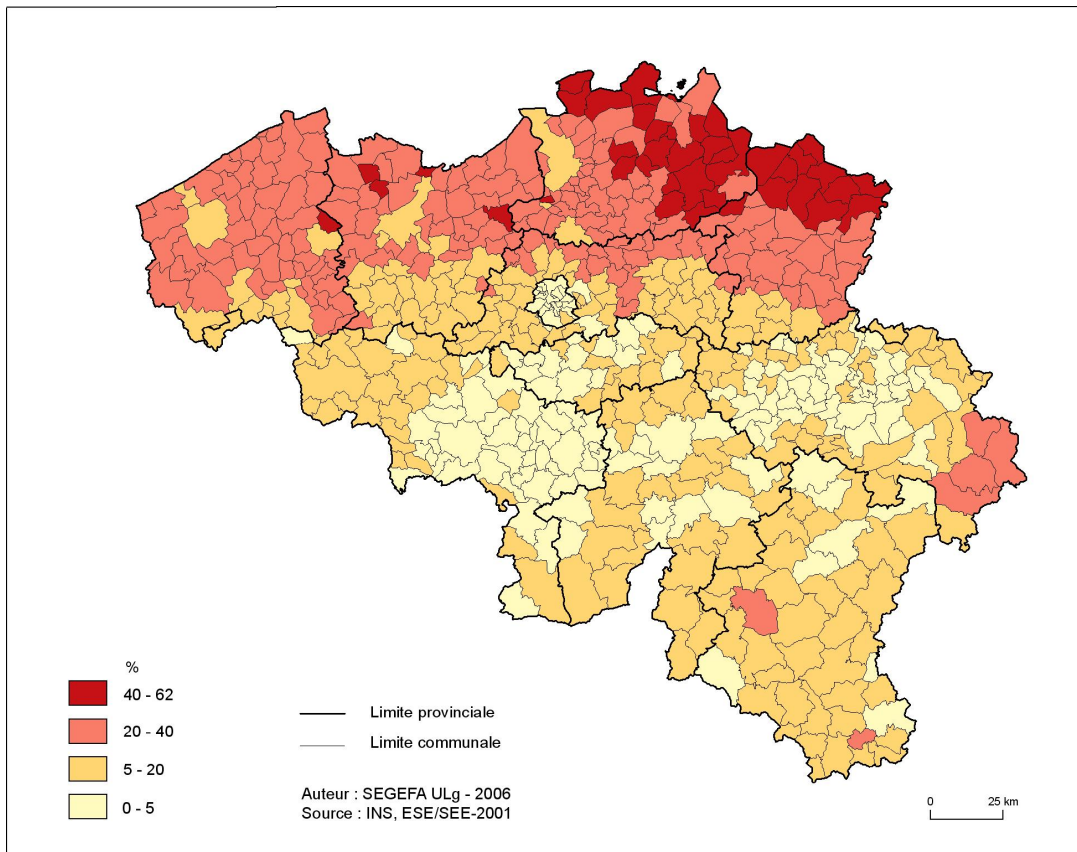 %
40 - 62
20 - 40
5 - 20
0 - 5
Limite provinciale
Limite communale
Auteur : SEGEFA ULg - 2006
Source : INS, ESE/SEE-2001
0 25 km